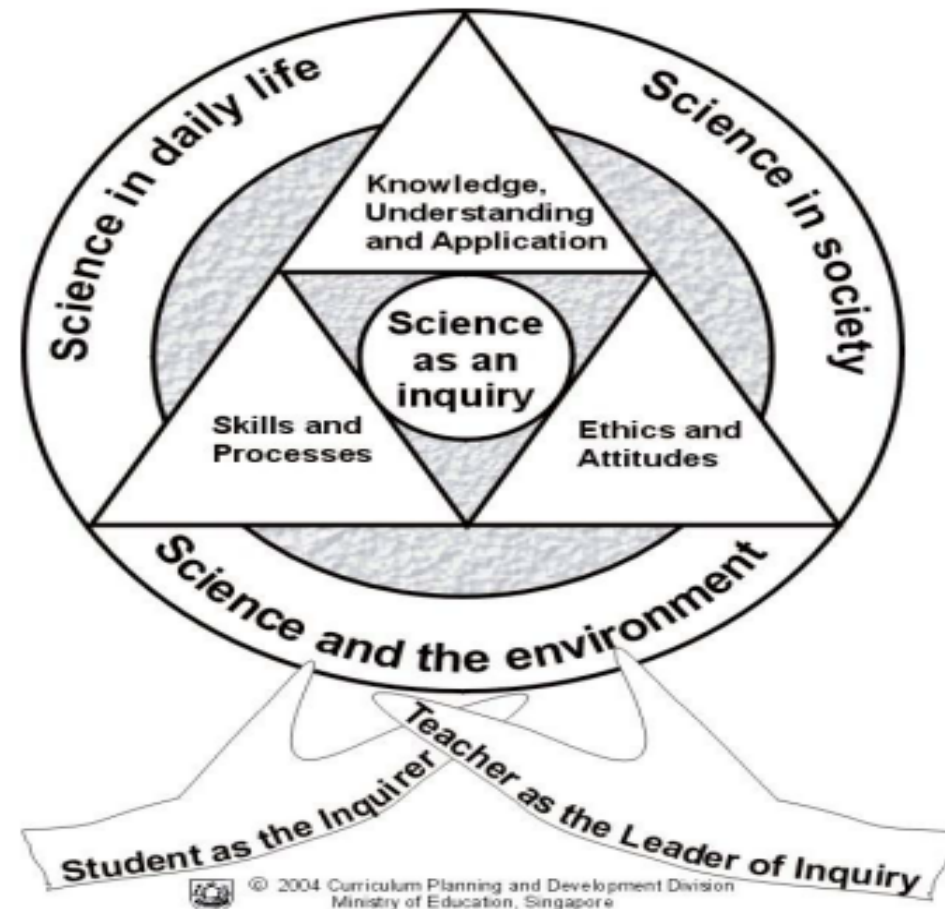 Science in daily life
Science in society
Knowledge,
Understanding
and Application
Science
as an
inquiry
Skills and
Processes
Ethics and
Attitudes
Science and the environment
Student as the Inquirer
Teacher as the Leader of Inquiry
© 2004 Curriculum Planning and Development Division
Ministry of Education, Singapore